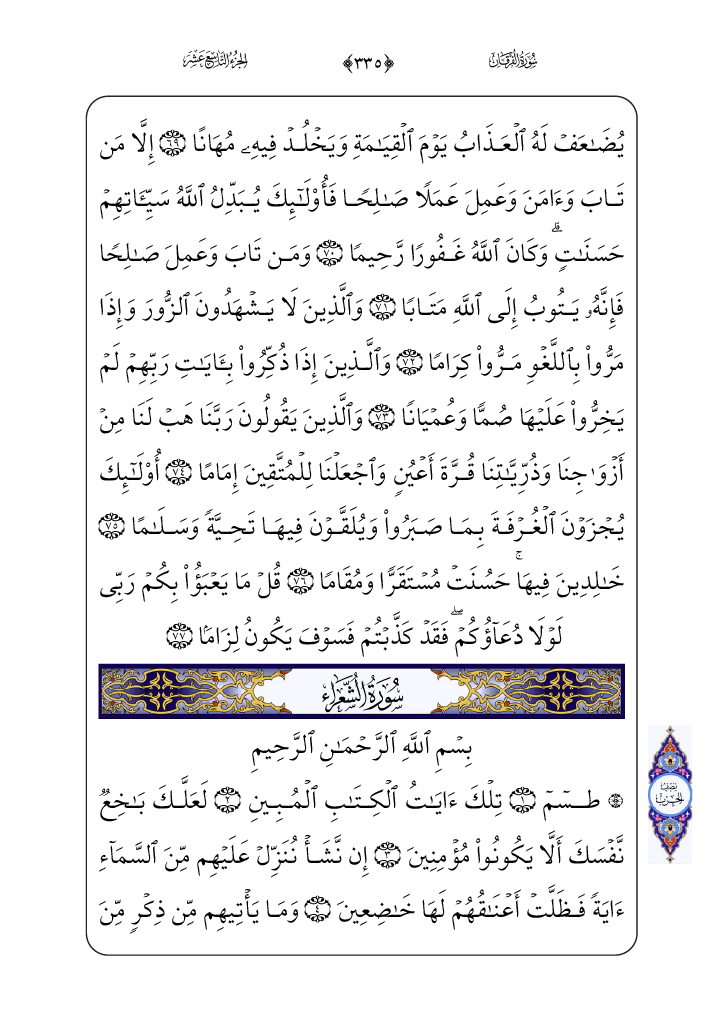 سُورَةُ الفُرْقَان ﴿٣٣٥﴾ الجُزْءُ التَّاسِعَ عَشَرَ
يُضَـٰعَفْ لَهُ ٱلْعَذَابُ يَوْمَ ٱلْقِيَـٰمَةِ وَيَخْلُدْ فِيهِۦ مُهَانًا ٦٩ إِلَّا مَن
تَابَ وَءَامَنَ وَعَمِلَ عَمَلًا صَـٰلِحًا فَأُو۟لَـٰٓئِكَ يُبَدِّلُ ٱللَّهُ سَيِّـَٔاتِهِمْ
حَسَنَـٰتٍ ۗ وَكَانَ ٱللَّهُ غَفُورًا رَّحِيمًا ٧٠ وَمَن تَابَ وَعَمِلَ صَـٰلِحًا
فَإِنَّهُۥ يَتُوبُ إِلَى ٱللَّهِ مَتَابًا ٧١ وَٱلَّذِينَ لَا يَشْهَدُونَ ٱلزُّورَ وَإِذَا
مَرُّوا۟ بِٱللَّغْوِ مَرُّوا۟ كِرَامًا ٧٢ وَٱلَّذِينَ إِذَا ذُكِّرُوا۟ بِـَٔايَـٰتِ رَبِّهِمْ لَمْ
يَخِرُّوا۟ عَلَيْهَا صُمًّا وَعُمْيَانًا ٧٣ وَٱلَّذِينَ يَقُولُونَ رَبَّنَا هَبْ لَنَا مِنْ
أَزْوَٰجِنَا وَذُرِّيَّـٰتِنَا قُرَّةَ أَعْيُنٍ وَٱجْعَلْنَا لِلْمُتَّقِينَ إِمَامًا ٧٤ أُو۟لَـٰٓئِكَ
يُجْزَوْنَ ٱلْغُرْفَةَ بِمَا صَبَرُوا۟ وَيُلَقَّوْنَ فِيهَا تَحِيَّةً وَسَلَـٰمًا ٧٥
خَـٰلِدِينَ فِيهَا ۚ حَسُنَتْ مُسْتَقَرًّا وَمُقَامًا ٧٦ قُلْ مَا يَعْبَؤُا۟ بِكُمْ رَبِّى
لَوْلَا دُعَآؤُكُمْ ۖ فَقَدْ كَذَّبْتُمْ فَسَوْفَ يَكُونُ لِزَامًۢا ٧٧
سُورَةُ الشُّعَرَاء
بِسْمِ ٱللَّهِ ٱلرَّحْمَـٰنِ ٱلرَّحِيمِ
۞ طسٓمٓ ١ تِلْكَ ءَايَـٰتُ ٱلْكِتَـٰبِ ٱلْمُبِينِ ٢ لَعَلَّكَ بَـٰخِعٌ
نَّفْسَكَ أَلَّا يَكُونُوا۟ مُؤْمِنِينَ ٣ إِن نَّشَأْ نُنَزِّلْ عَلَيْهِم مِّنَ ٱلسَّمَآءِ
ءَايَةً فَظَلَّتْ أَعْنَـٰقُهُمْ لَهَا خَـٰضِعِينَ ٤ وَمَا يَأْتِيهِم مِّن ذِكْرٍ مِّنَ
نِصْفُ
الحِزْبِ